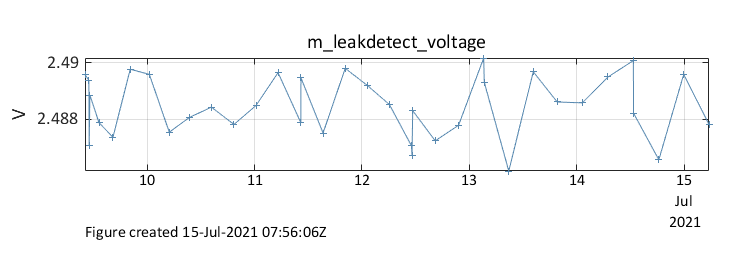 m_leakdetect_voltage
2.49
2.488
V
10 11 12 13 14 15
Jul
2021
Figure created 15-Jul-2021 07:56:06Z